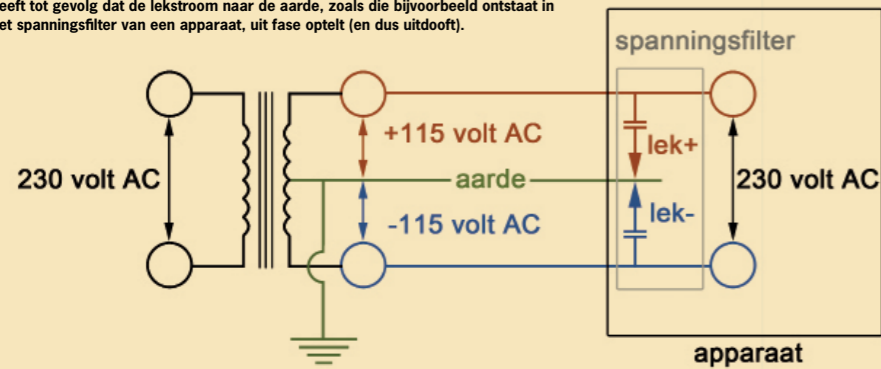 eeft tot gevolg dat de lekstroom naar de aarde, zoals die bijvoorbeeld ontstaat in
et spanningsfilter van een apparaat, uit fase optelt (en dus uitdooft).
spanningsfilter
+115 volt AC
lek+
230 volt AC
aarde
230 volt AC
-115 volt AC
lek-
apparaat